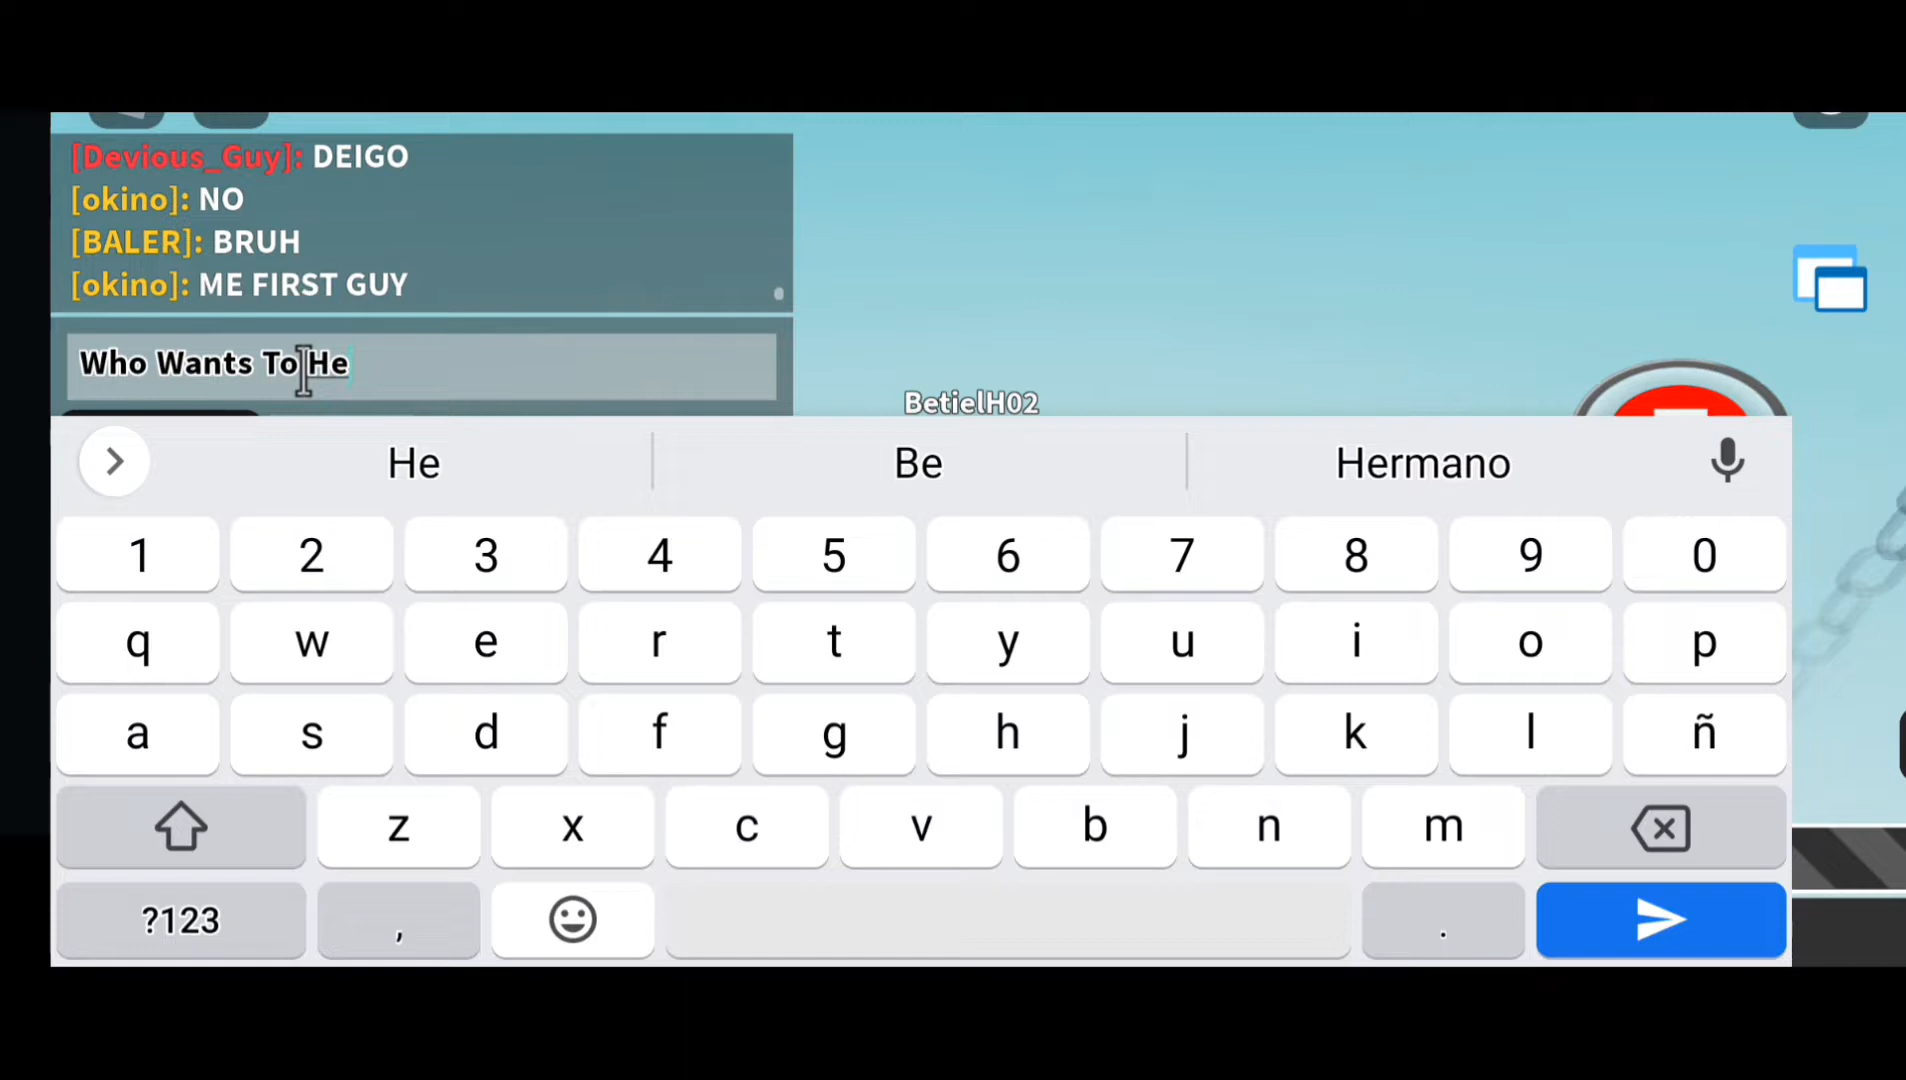 [Devious_Guy]: DEIGO
[okino]: NO
[BALER]: BRUH
[okino]: ME FIRST GUY
Who Wants To He
BetielH02
He Be Hermano
1 2 3 4 5 6 7 8 9 0
q w e r t y u i o p
a s d f g h j k l ñ
z x c v b n m
?123 , .